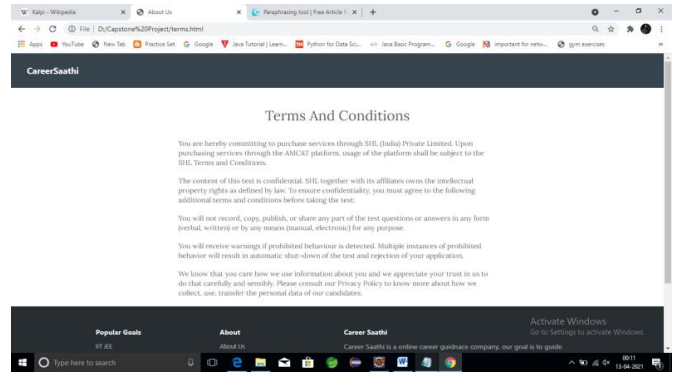 Kalpi - Wikipedia
About Us
Paraphrasing tool | Free Article R
File | D:/Capstone%20Project/terms.html
Apps YouTube New Tab Practice Set Google Java Tutorial | Learn... Python for Data Sci... Java Basic Program... Google important for netw... gym exercises
CareerSaathi
Terms And Conditions
You are hereby committing to purchase services through SHL (India) Private Limited. Upon
purchasing services through the AMCAT platform, usage of the platform shall be subject to the
SHL Terms and Conditions.
The content of this test is confidential. SHL together with its affiliates owns the intellectual
property rights as defined by law. To ensure confidentiality, you must agree to the following
additional terms and conditions before taking the test:
You will not record, copy, publish, or share any part of the test questions or answers in any form
(verbal, written) or by any means (manual, electronic) for any purpose.
You will receive warnings if prohibited behaviour is detected. Multiple instances of prohibited
behavior will result in automatic shut-down of the test and rejection of your application.
We know that you care how we use information about you and we appreciate your trust in us to
do that carefully and sensibly. Please consult our Privacy Policy to know more about how we
collect, use, transfer the personal data of our candidates.
Activate Windows
Go to Settings to activate Windows.
Popular Goals About Career Saathi
IIT JEE About Us Career Saathi is a online career guidnace company, our goal is to guide
Type here to search
00:11
13-04-2021